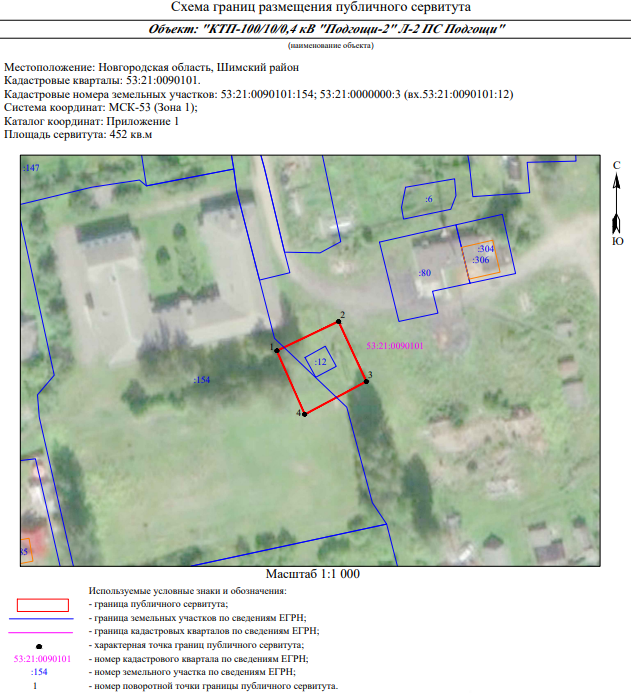 Схема границ размещения публичного сервитута
Объект: "КТП-100/10/0,4 кВ "Подгощи-2" Л-2 ПС Подгощи"
(наименование объекта)
Местоположение: Новгородская область, Шимский район
Кадастровые кварталы: 53:21:0090101.
Кадастровые номера земельных участков: 53:21:0090101:154; 53:21:0000000:3 (вх.53:21:0090101:12)
Система координат: МСК-53 (Зона 1);
Каталог координат: Приложение 1
Площадь сервитута: 452 кв.м
:147
С
:6
:304
:306
:80
Ю
2
1
53:21:0090101
:12
3
:154
4
Масштаб 1:1 000
Используемые условные знаки и обозначения:
- граница публичного сервитута;
- граница земельных участков по сведениям ЕГРН;
- граница кадастровых кварталов по сведениям ЕГРН;
- характерная точка границ публичного сервитута;
53:21:0090101 - номер кадастрового квартала по сведениям ЕГРН;
:154 - номер земельного участка по сведениям ЕГРН;
1 - номер поворотной точки границы публичного сервитута.